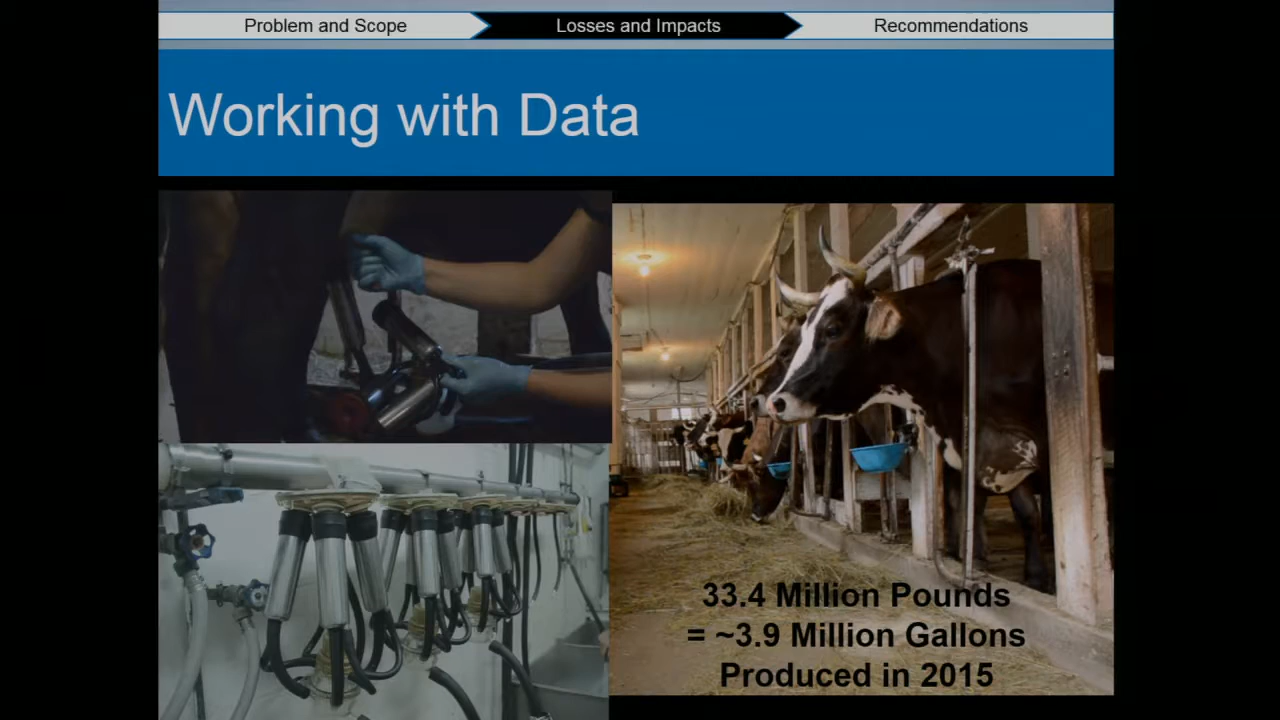 Problem and Scope
Losses and Impacts
Recommendations
Working with Data
33.4 Million Pounds
= ~3.9 Million Gallons
Produced in 2015